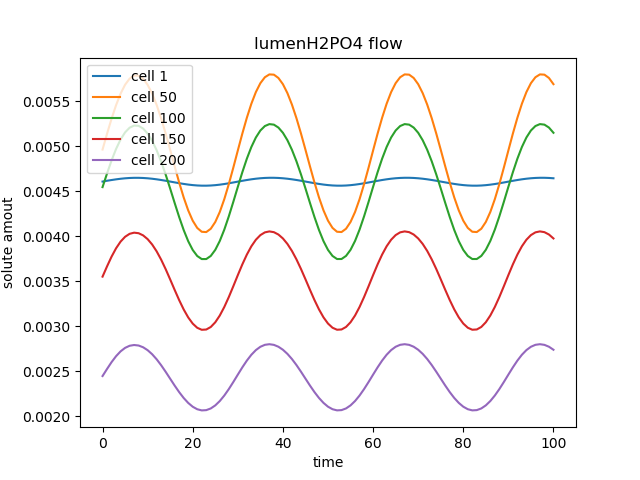 lumenH2PO4 flow
cell 1
cell 50
cell 100
cell 150
cell 200
0.0055
0.0050
0.0045
0.0040
0.0035
0.0030
0.0025
0.0020
solute amout
0 20 40 60 80 100
time